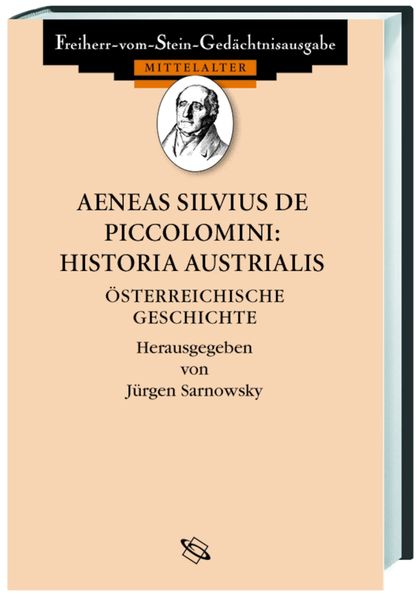 Freiherr-vom-Stein-Gedächtnisausgabe
MITTELALTER
AENEAS SILVIUS DE
PICCOLOMINI:
HISTORIA AUSTRIALIS
ÖSTERREICHISCHE
GESCHICHTE
Herausgegeben
von
Jürgen Sarnowsky